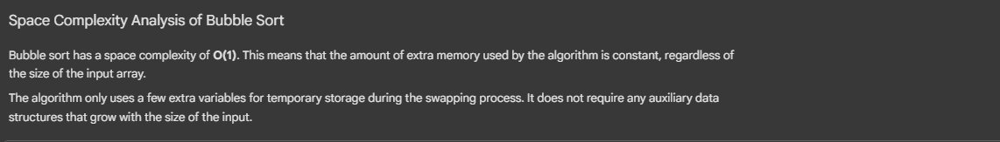 Space Complexity Analysis of Bubble Sort
Bubble sort has a space complexity of O(1). This means that the amount of extra memory used by the algorithm is constant, regardless of
the size of the input array.
The algorithm only uses a few extra variables for temporary storage during the swapping process. It does not require any auxiliary data
structures that grow with the size of the input.